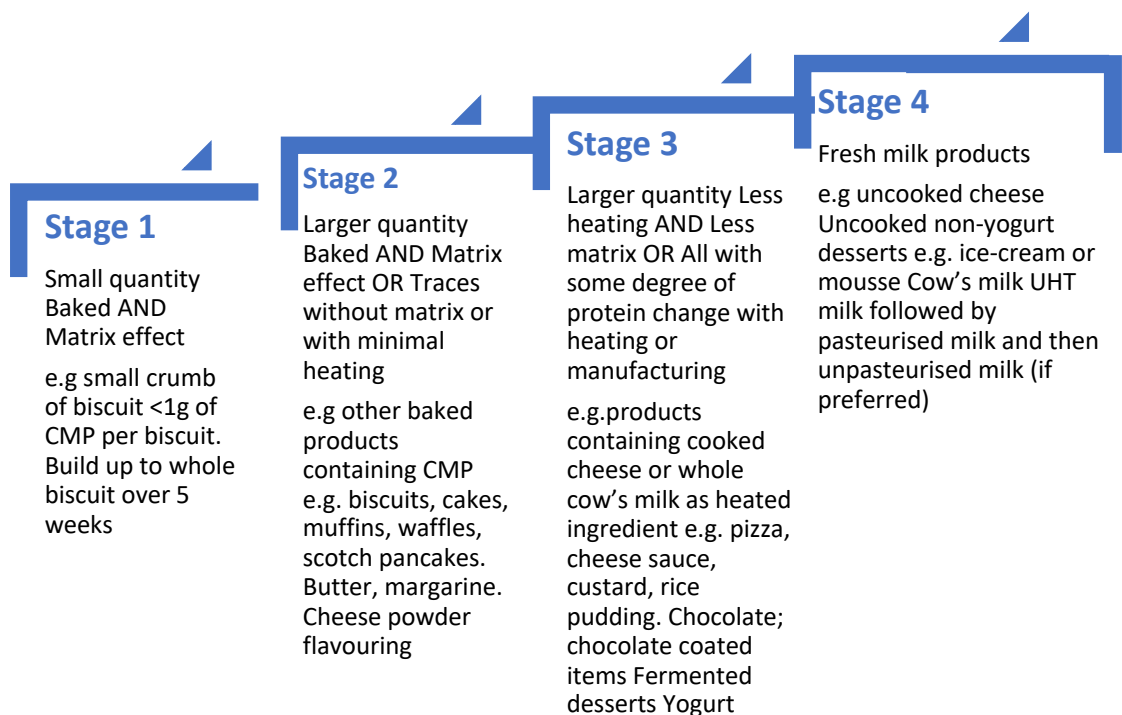 Stage 1
Small quantity
Baked AND
Matrix effect
e.g small crumb
of biscuit <1g of
CMP per biscuit.
Build up to whole
biscuit over 5
weeks
Stage 2
Larger quantity
Baked AND Matrix
effect OR Traces
without matrix or
with minimal
heating
e.g other baked
products
containing CMP
e.g. biscuits, cakes,
muffins, waffles,
scotch pancakes.
Butter, margarine.
Cheese powder
flavouring
Stage 3
Larger quantity Less
heating AND Less
matrix OR All with
some degree of
protein change with
heating or
manufacturing
e.g.products
containing cooked
cheese or whole
cow’s milk as heated
ingredient e.g. pizza,
cheese sauce,
custard, rice
pudding. Chocolate;
chocolate coated
items Fermented
desserts Yogurt
Stage 4
Fresh milk products
e.g uncooked cheese
Uncooked non-yogurt
desserts e.g. ice-cream or
mousse Cow’s milk UHT
milk followed by
pasteurised milk and then
unpasteurised milk (if
preferred)